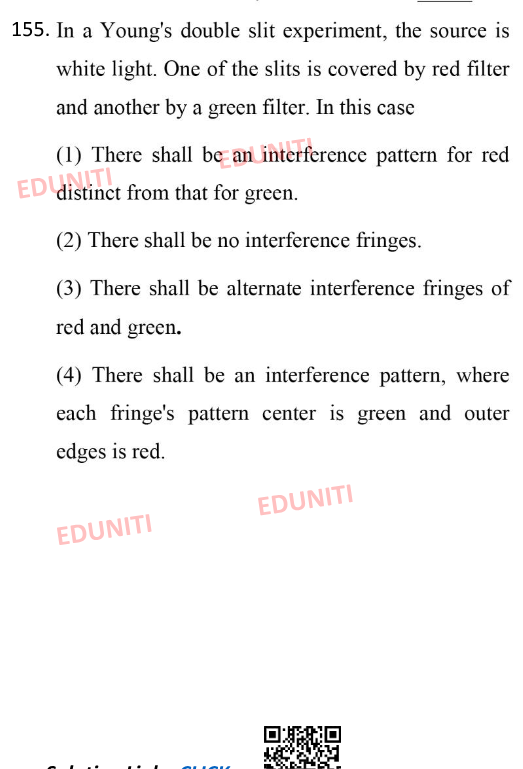 155. In a Young's double slit experiment, the source is
white light. One of the slits is covered by red filter
and another by a green filter. In this case
(1) There shall be an interference pattern for red
EDUNITI
EDUNITI
distinct from that for green.
(2) There shall be no interference fringes.
(3) There shall be alternate interference fringes of
red and green.
(4) There shall be an interference pattern, where
each fringe's pattern center is green and outer
edges is red.
EDUNITI
EDUNITI